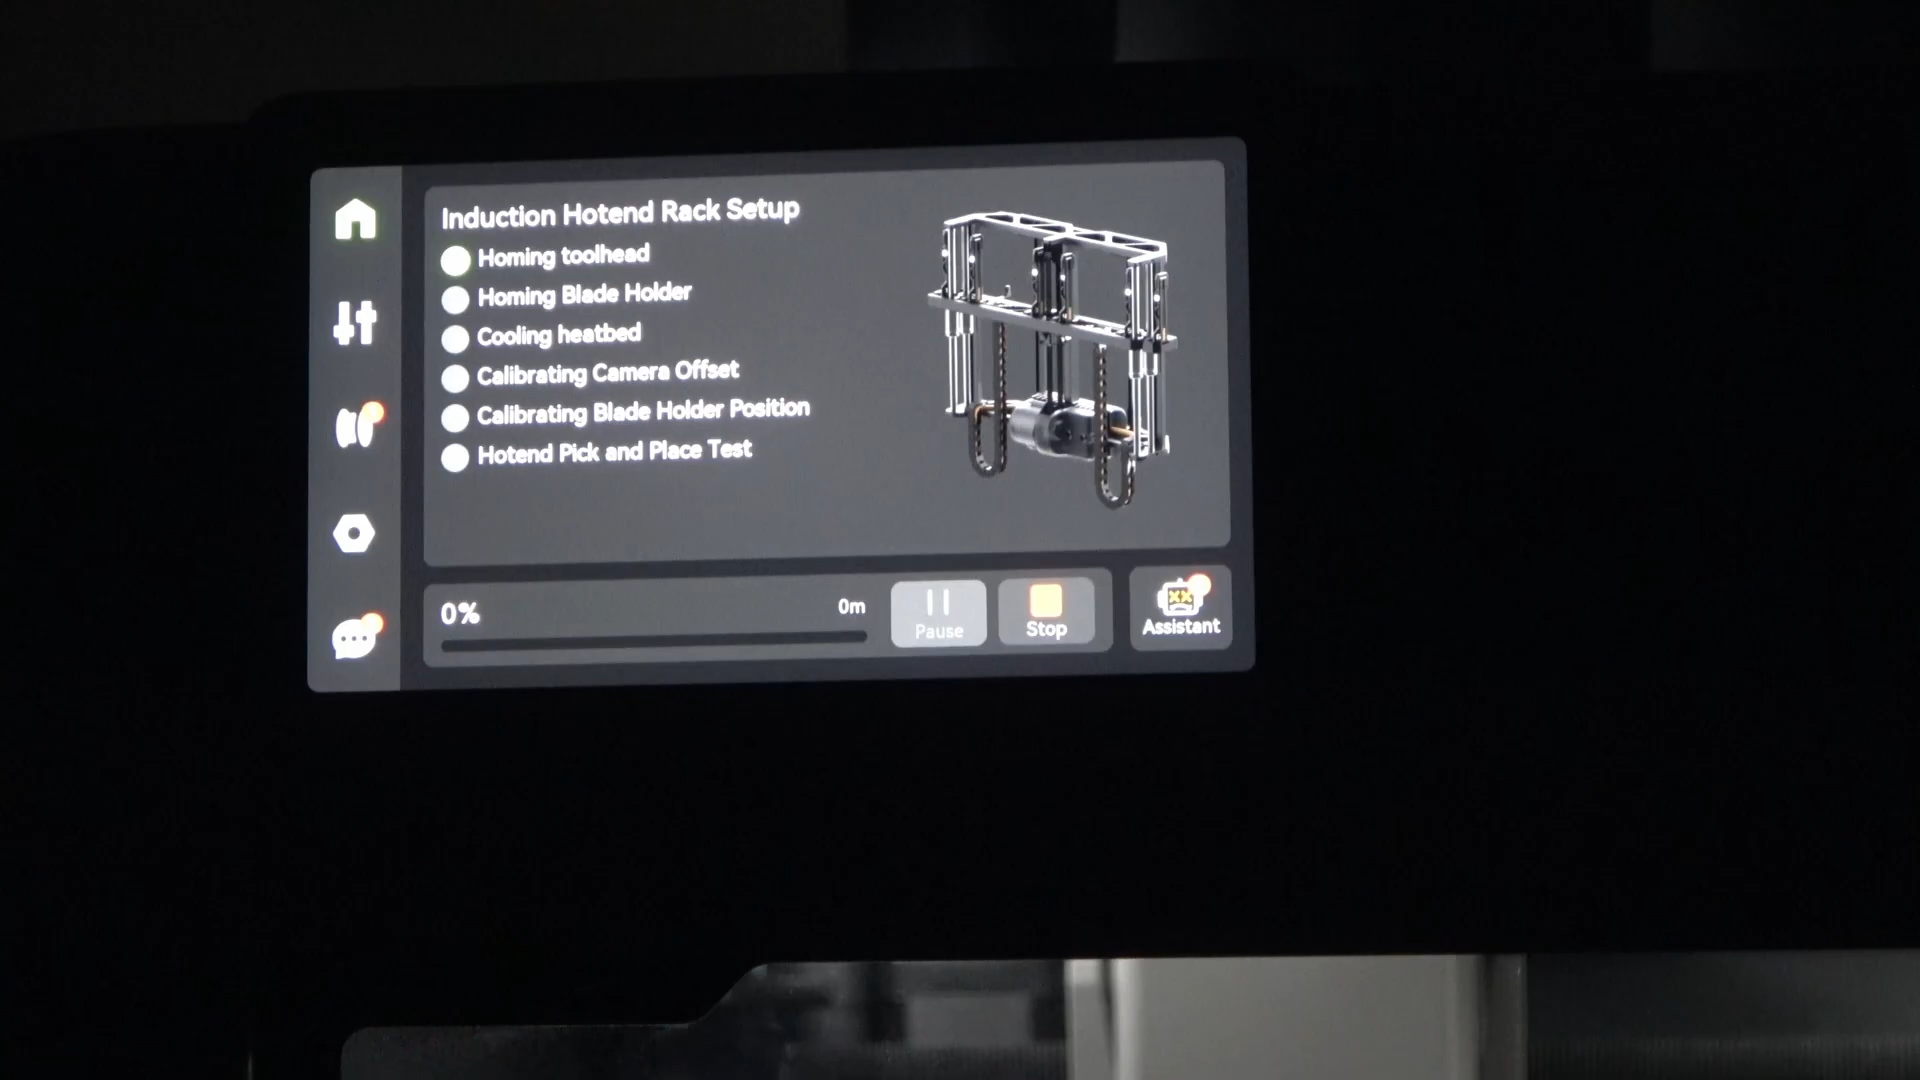 Induction Hotend Rack Setup
Homing toolhead
Homing Blade Holder
Cooling heatbed
Calibrating Camera Offset
Calibrating Blade Holder Position
Hotend Pick and Place Test
0%
0m
Pause
Stop
Assistant